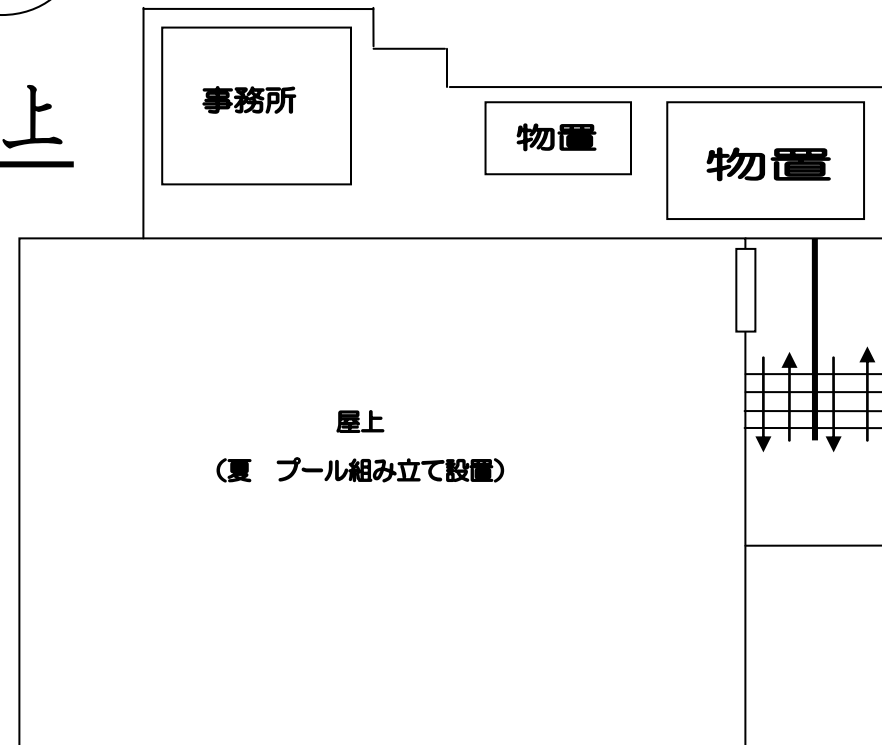 上
事務所
物置
物置
屋上
（夏　プール組み立て設置）